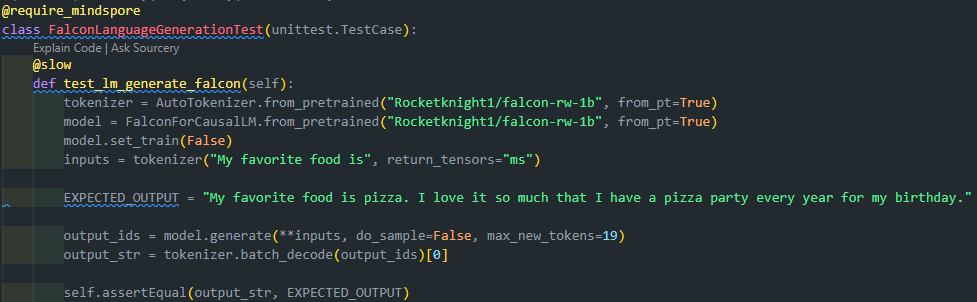 @require_mindspore
class FalconLanguageGenerationTest(unittest.TestCase):
Explain Code | Ask Sourcery
@slow
def test_lm_generate_falcon(self):
tokenizer = AutoTokenizer.from_pretrained("Rocketknight1/falcon-rw-1b", from_pt=True)
model = FalconForCausalLM.from_pretrained("Rocketknight1/falcon-rw-1b", from_pt=True)
model.set_train(False)
inputs = tokenizer("My favorite food is", return_tensors="ms")
EXPECTED_OUTPUT = "My favorite food is pizza. I love it so much that I have a pizza party every year for my birthday."
output_ids = model.generate(**inputs, do_sample=False, max_new_tokens=19)
output_str = tokenizer.batch_decode(output_ids)[0]
self.assertEqual(output_str, EXPECTED_OUTPUT)